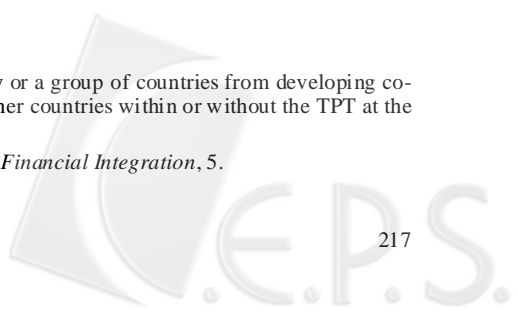 or a group of countries from developing co-
her countries within or without the TPT at the
Financial Integration, 5.
217
C.E.P.S.